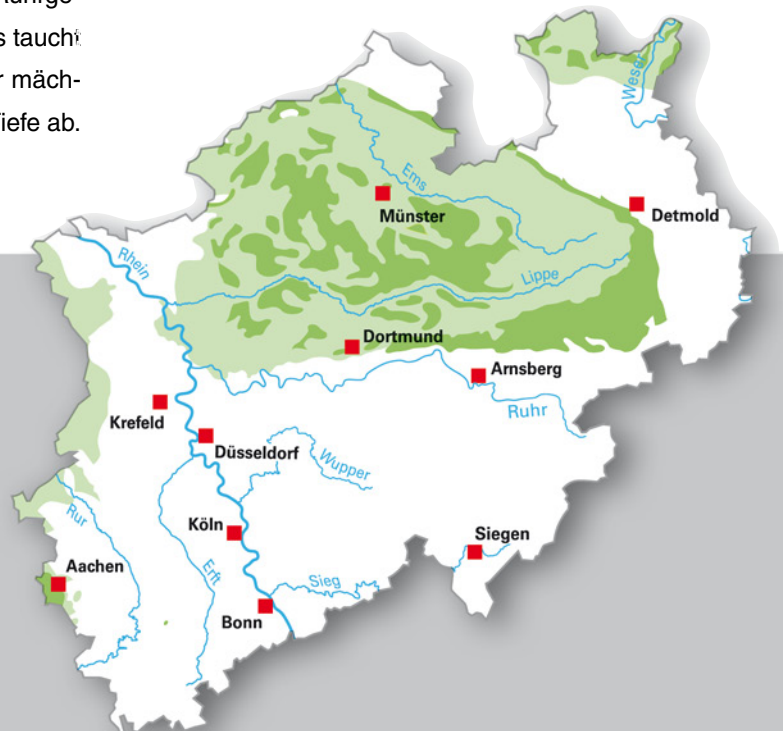 s taucht
r mäch-
iefe ab.
Weser
Ems
Münster
Detmold
Rhein
Lippe
Dortmund
Arnsberg
Ruhr
Krefeld
Düsseldorf
Wupper
Köln
Siegen
Rur
Aachen
Erft
Sieg
Bonn